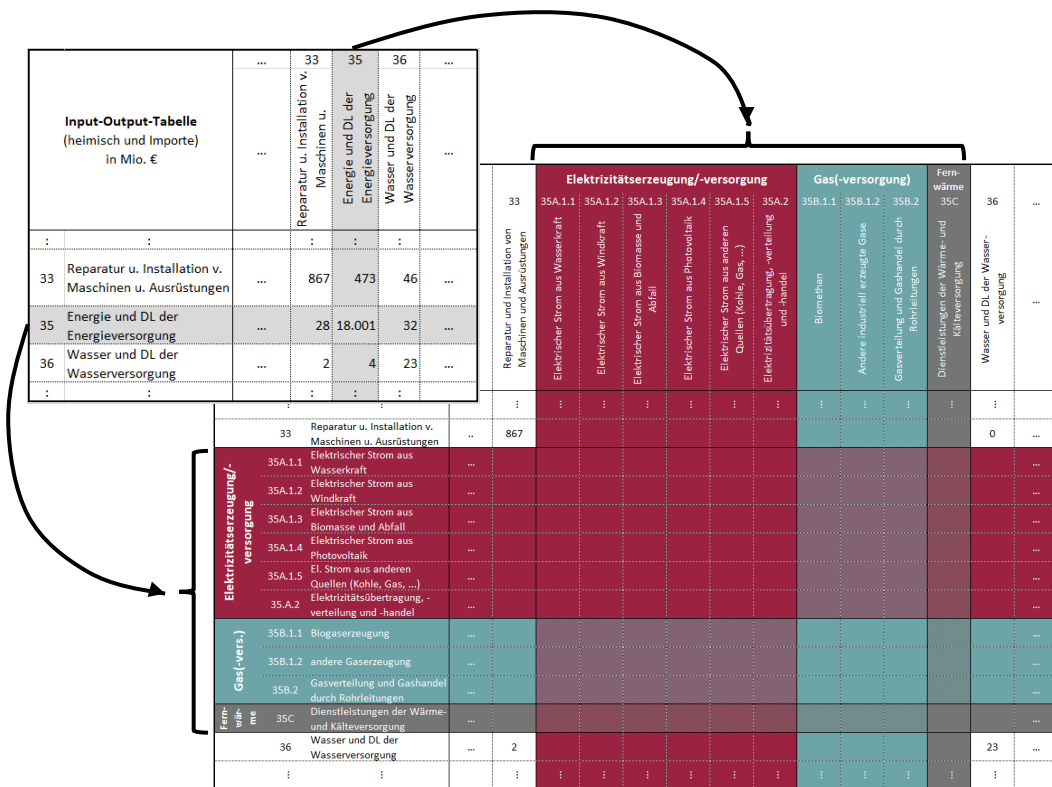 ... 33 35 36 ...
Input-Output-Tabelle
(heimisch und Importe)
in Mio. €
...
Reparatur u. Installation v.
Maschinen u.
Energie und DL der
Energieversorgung
Wasser und DL der
Wasserversorgung
...
: : : : :
33 Reparatur u. Installation v.
Maschinen u. Ausrüstungen ... 867 473 46 ...
35 Energie und DL der
Energieversorgung ... 28 18.001 32 ...
36 Wasser und DL der
Wasserversorgung ... 2 4 23 ...
: : : : :
Elektrizitätserzeugung/-versorgung
Gas(-versorgung)
Fern-
wärme
33 35A.1.1 35A.1.2 35A.1.3 35A.1.4 35A.1.5 35A.2 35B.1.1 35B.1.2 35B.2 35C 36 ...
Reparatur und Installation von
Maschinen und Ausrüstungen
Elektrischer Strom aus Wasserkraft
Elektrischer Strom aus Windkraft
Elektrischer Strom aus Biomasse und
Abfall
Elektrischer Strom aus Photovoltaik
Elektrischer Strom aus anderen
Quellen (Kohle, Gas, ...)
Elektrizitätsübertragung, -verteilung
und -handel
Biomethan
Andere industriell erzeugte Gase
Gasverteilung und Gashandel durch
Rohrleitungen
Dienstleistungen der Wärme- und
Kälteversorgung
Wasser und DL der Wasser-
versorgung
...
: : : : : : : : : : : : : :
33 Reparatur u. Installation v.
Maschinen u. Ausrüstungen .. 867 0 ...
Elektrizitätserzeugung/-
versorgung
35A.1.1 Elektrischer Strom aus
Wasserkraft ... ...
35A.1.2 Elektrischer Strom aus
Windkraft ... ...
35A.1.3 Elektrischer Strom aus
Biomasse und Abfall ... ...
35A.1.4 Elektrischer Strom aus
Photovoltaik ... ...
35A.1.5 El. Strom aus anderen
Quellen (Kohle, Gas, ...) ... ...
35.A.2 Elektrizitätsübertragung, -
verteilung und -handel ... ...
Gas(-vers.)
35B.1.1 Biogaserzeugung ... ...
35B.1.2 andere Gaserzeugung ... ...
35B.2 Gasverteilung und Gashandel
durch Rohrleitungen ... ...
Fern-
wär-
me
35C Dienstleistungen der Wärme-
und Kälteversorgung ... ...
36 Wasser und DL der
Wasserversorgung ... 2 23 ...
: : : : : : : : : : : : : :